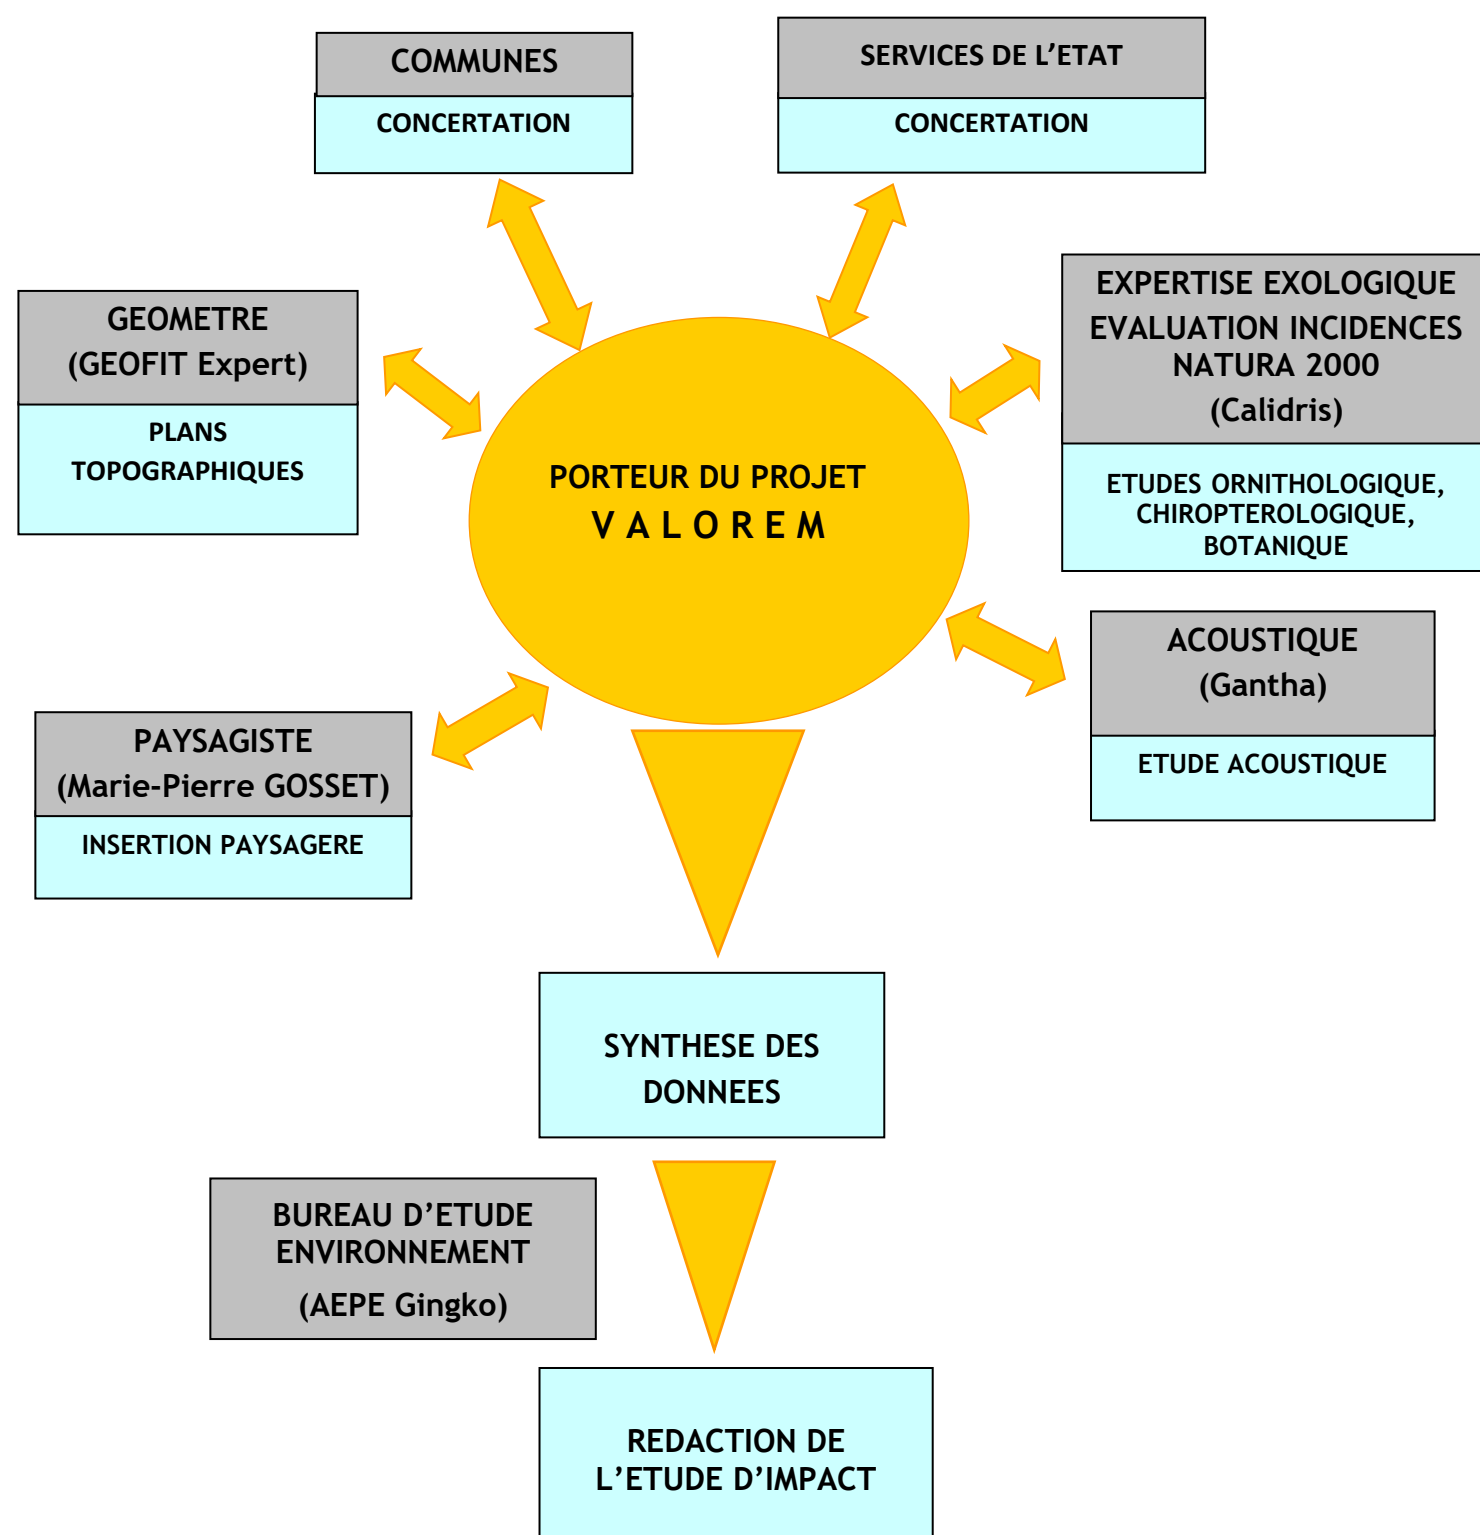 COMMUNES
CONCERTATION
SERVICES DE L’ETAT
CONCERTATION
GEOMETRE
(GEOFIT Expert)
PLANS
TOPOGRAPHIQUES
EXPERTISE EXOLOGIQUE
EVALUATION INCIDENCES
NATURA 2000
(Calidris)
ETUDES ORNITHOLOGIQUE,
CHIROPTEROLOGIQUE,
BOTANIQUE
PORTEUR DU PROJET
V A L O R E M
ACOUSTIQUE
(Gantha)
ETUDE ACOUSTIQUE
PAYSAGISTE
(Marie-Pierre GOSSET)
INSERTION PAYSAGERE
SYNTHESE DES
DONNEES
BUREAU D’ETUDE
ENVIRONNEMENT
(AEPE Gingko)
REDACTION DE
L’ETUDE D’IMPACT